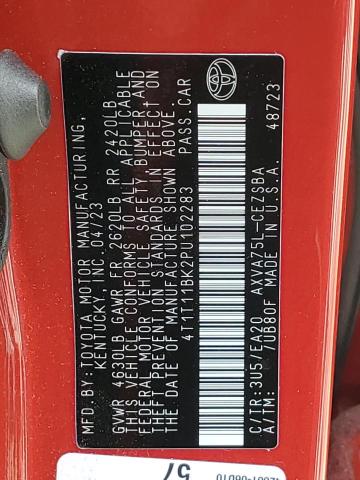 MFD.BY:TOYOTA MOTOR MANUFACTURING,
KENTUCKY, INC. 04/23
GVWR 4630LB GAWR FR 2670LB RR 2420LB
THIS VEHICLE CONFORMS TO ALL APPLICABLE
FEDERAL MOTOR VEHICLE SAFETY, BUMPER, AND
THEFT PREVENTION STANDARDS IN EFFECT ON
THE DATE OF MANUFACTURE SHOWN ABOVE.
4T1T11BK2PU102283 PASS.CAR
C/TR:3U5/EA20 AXVA75L-CEZSBA
A/TM: /UB80F MADE IN U.S.A.
48723
57